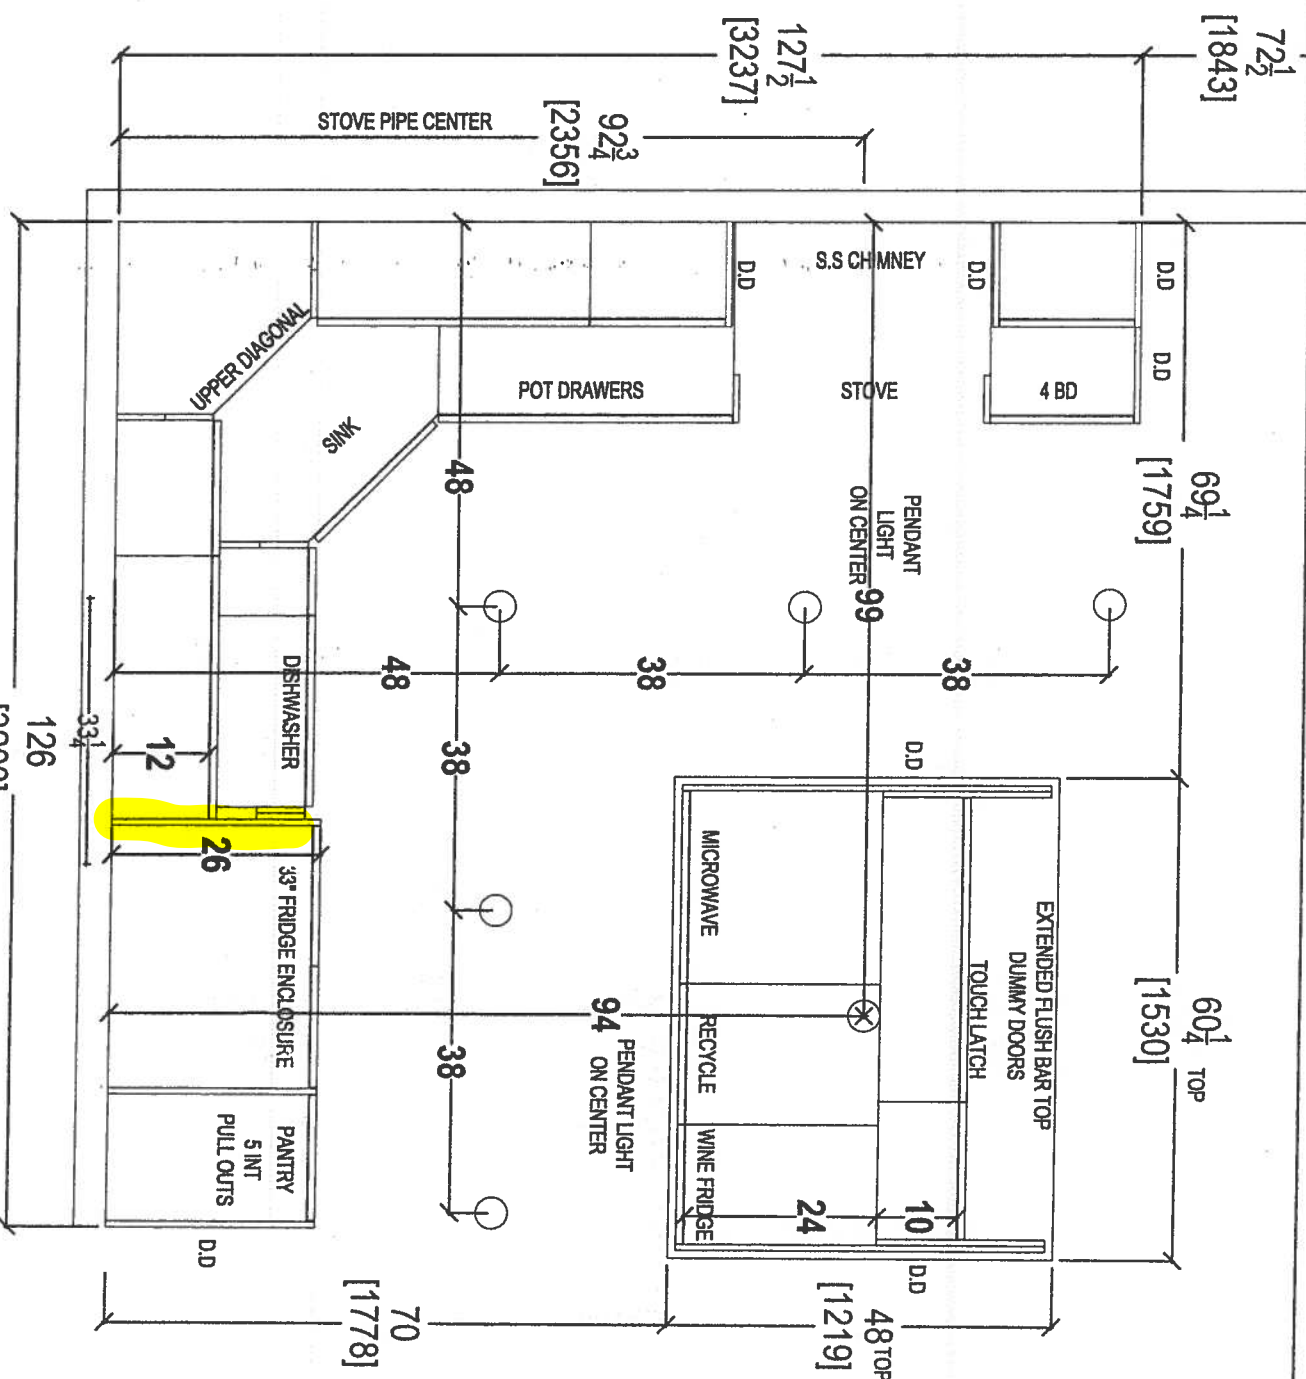 72 1/2
[1843]
127 1/2
[3237]
92 3/4
[2356]
STOVE PIPE CENTER
S.S CHIMNEY
D.D
D.D
D.D
D.D
UPPER DIAGONAL
SINK
POT DRAWERS
STOVE
4 BD
69 1/4
[1759]
48
PENDANT
LIGHT
ON CENTER
99
DISHWASHER
48
38
38
33 1/4
126
12
38
D.D
26
33" FRIDGE ENCLOSURE
MICROWAVE
RECYCLE
WINE FRIDGE
EXTENDED FLUSH BAR TOP
DUMMY DOORS
TOUCH LATCH
60 1/4 TOP
[1530]
94
PENDANT LIGHT
ON CENTER
38
PANTRY
5 INT
PULL OUTS
24
10
D.D
D.D
70
[1778]
48 TOP
[1219]